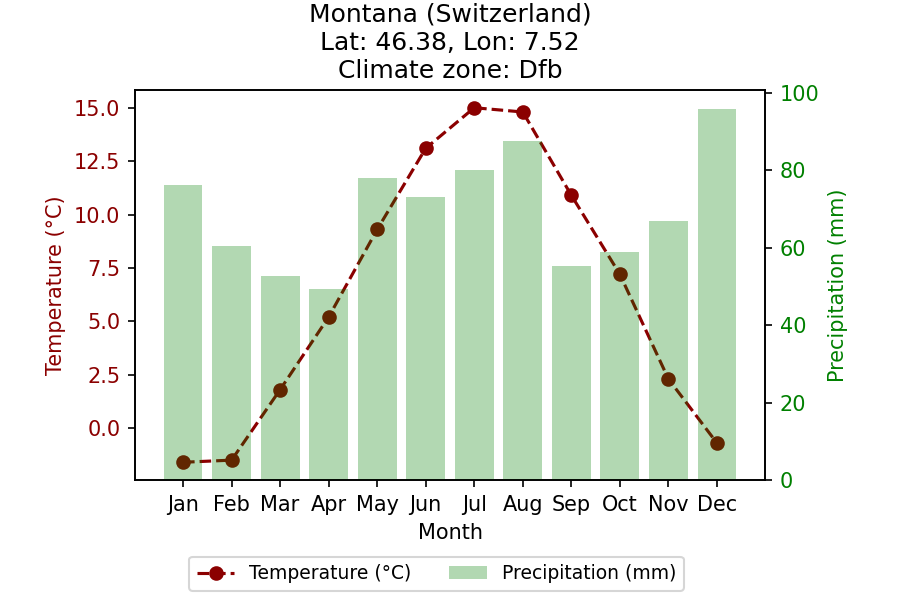 Montana (Switzerland)
Lat: 46.38, Lon: 7.52
Climate zone: Dfb
Temperature (°C)
15.0
12.5
10.0
7.5
5.0
2.5
0.0
100
80
60
40
20
0
Precipitation (mm)
Jan Feb Mar Apr May Jun Jul Aug Sep Oct Nov Dec
Month
Temperature (°C) Precipitation (mm)